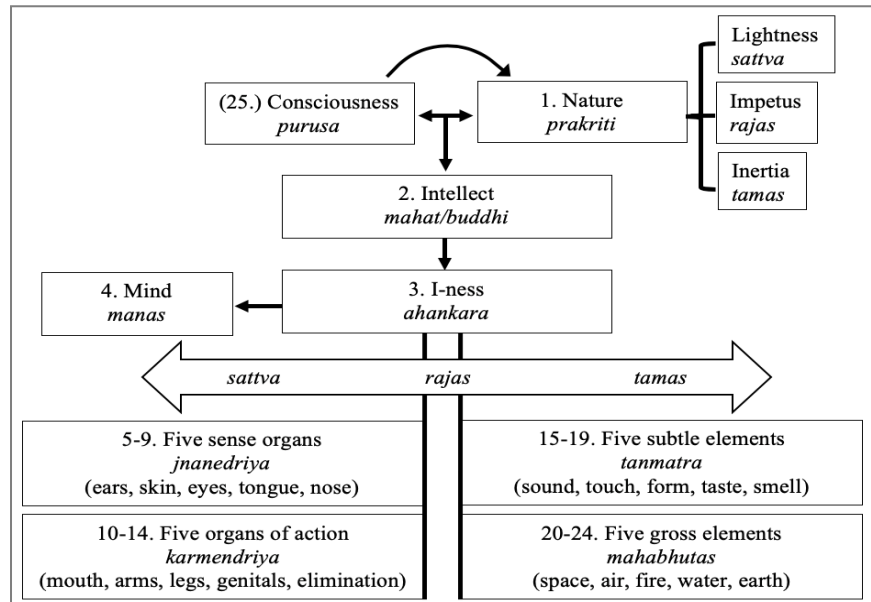 (25.) Consciousness
purusa
1. Nature
prakriti
Lightness
sattva
Impetus
rajas
Inertia
tamas
2. Intellect
mahat/buddhi
4. Mind
manas
3. I-ness
ahankara
sattva rajas tamas
5-9. Five sense organs
jnanedriya
(ears, skin, eyes, tongue, nose)
15-19. Five subtle elements
tanmatra
(sound, touch, form, taste, smell)
10-14. Five organs of action
karmendriya
(mouth, arms, legs, genitals, elimination)
20-24. Five gross elements
mahabhutas
(space, air, fire, water, earth)